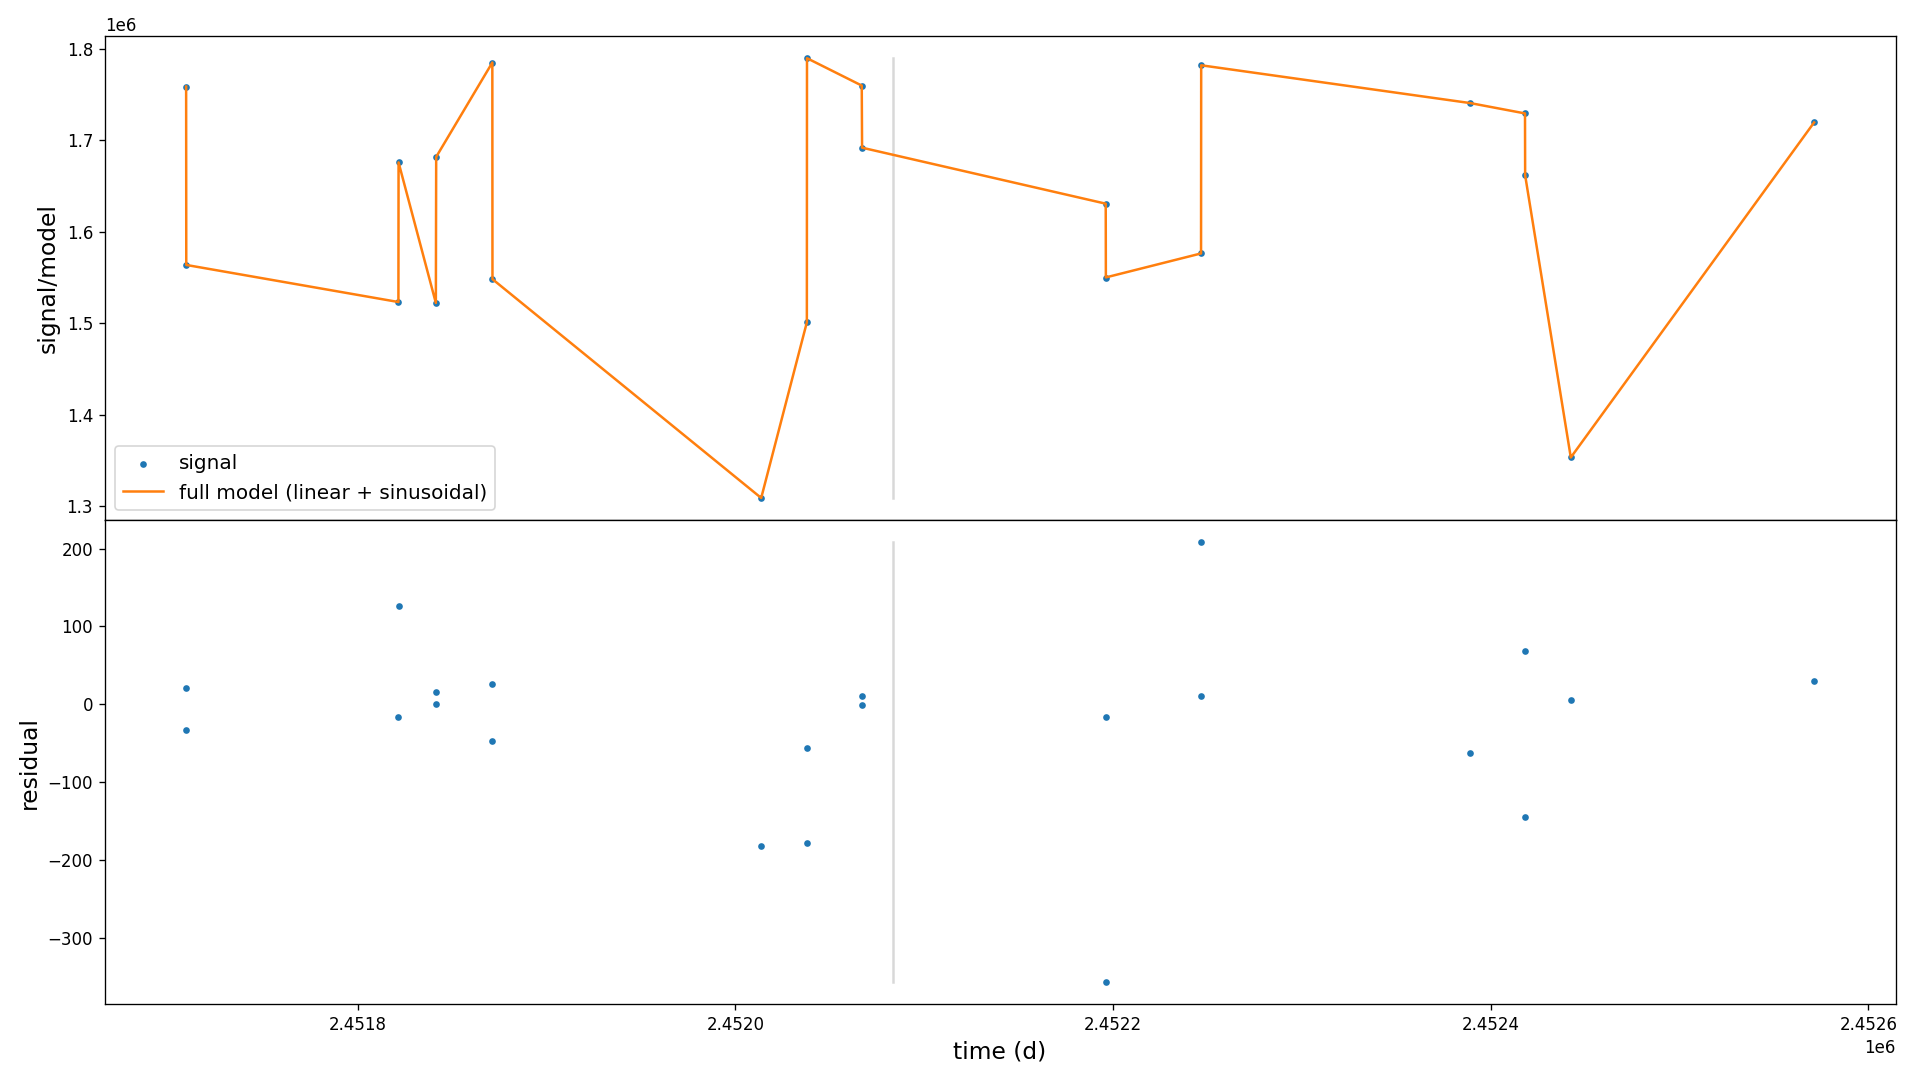 1e6
1.8
1.7
1.6
1.5
1.4
1.3
signal/model
signal
full model (linear + sinusoidal)
200
100
0
−100
−200
−300
residual
2.4518
2.4520
2.4522
2.4524
2.4526
1e6
time (d)